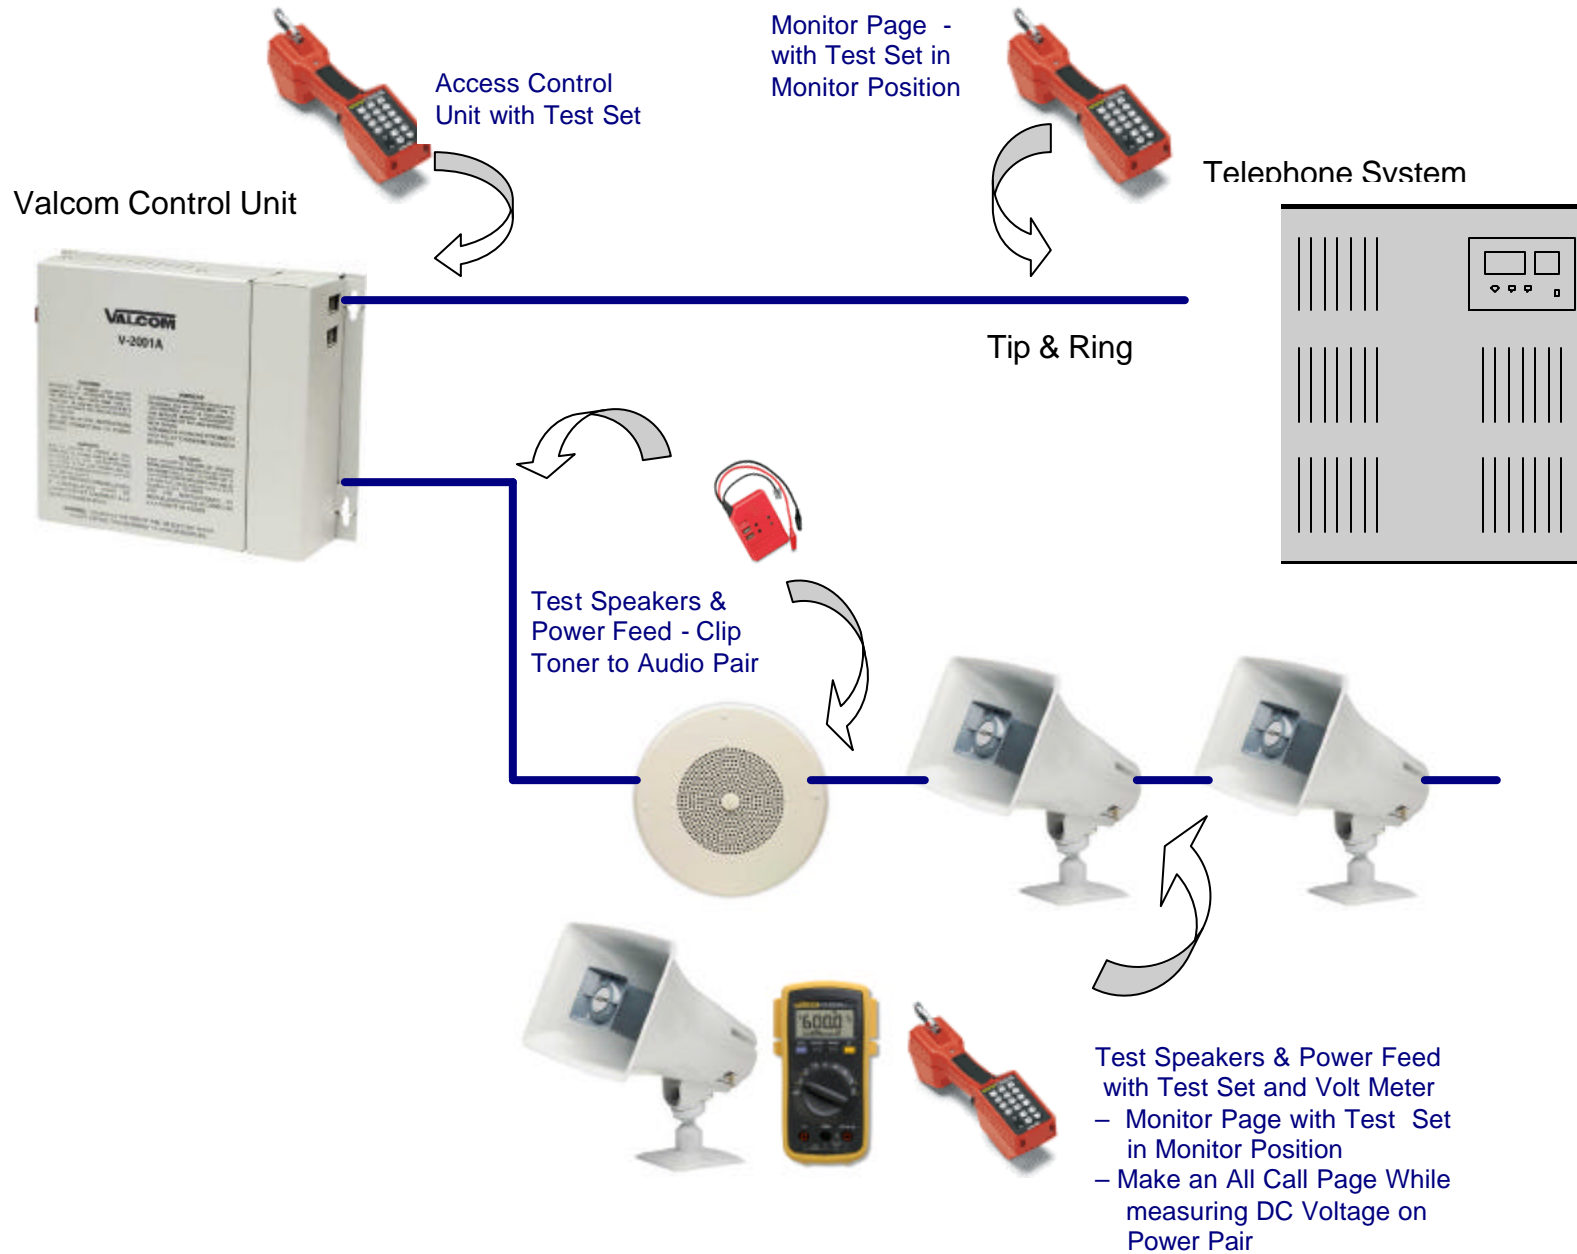 Monitor Page -
with Test Set in
Monitor Position
Access Control
Unit with Test Set
Telephone System
Valcom Control Unit
VALCOM
V-2001A
Tip & Ring
Test Speakers &
Power Feed - Clip
Toner to Audio Pair
Test Speakers & Power Feed
with Test Set and Volt Meter
– Monitor Page with Test Set
in Monitor Position
– Make an All Call Page While
measuring DC Voltage on
Power Pair